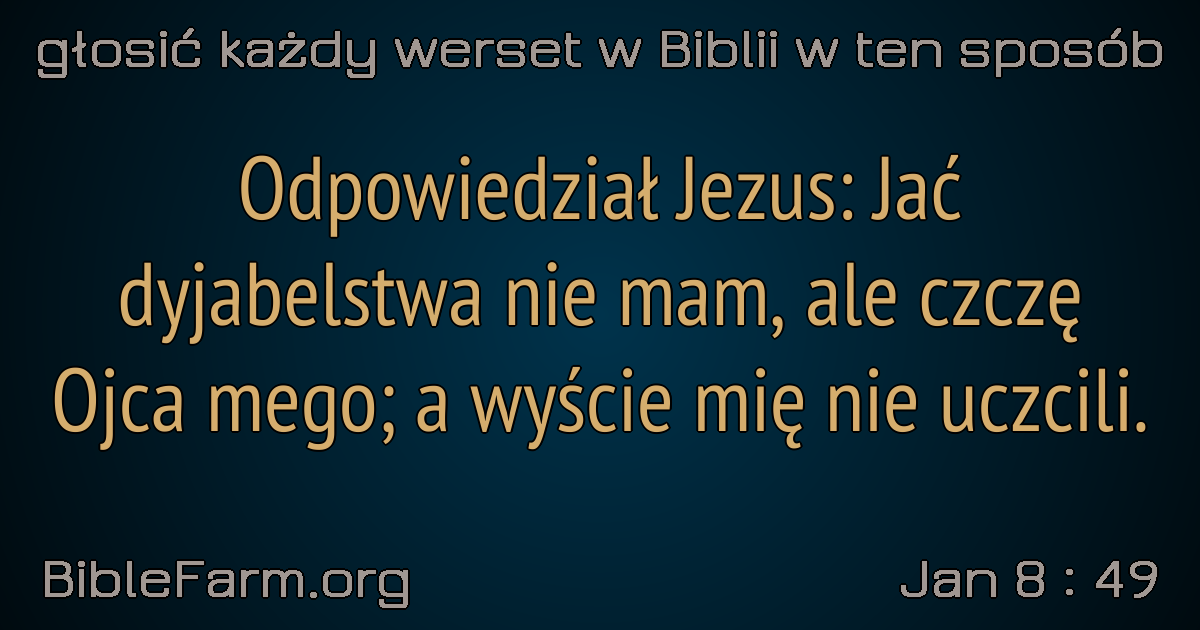 głosić każdy werset w Biblii w ten sposób
Odpowiedział Jezus: Jać
dyjabelstwa nie mam, ale czczę
Ojca mego; a wyście mię nie uczcili.
BibleFarm.org
Jan 8 : 49